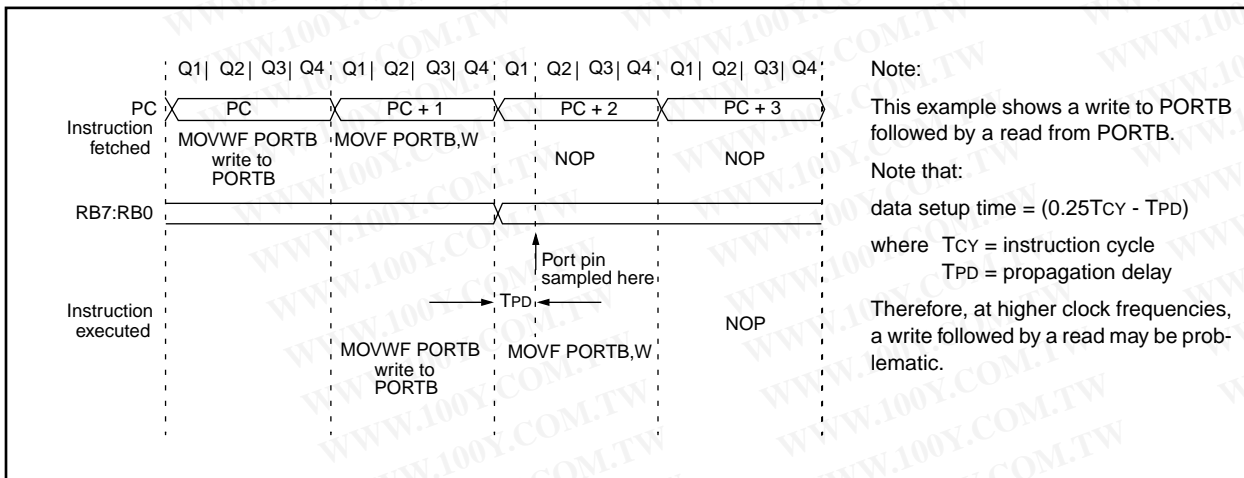 Q1| Q2| Q3| Q4 Q1| Q2| Q3| Q4 Q1 Q2| Q3| Q4 Q1| Q2| Q3| Q4
PC PC PC + 1 PC + 2 PC + 3
Instruction
fetched
MOVWF PORTB
write to
PORTB
MOVF PORTB,W
NOP
NOP
RB7:RB0
Port pin
sampled here
TPD
Instruction
executed
MOVWF PORTB
write to
PORTB
MOVF PORTB,W
NOP
Note:
This example shows a write to PORTB
followed by a read from PORTB.
Note that:
data setup time = (0.25TCY - TPD)
where TCY = instruction cycle
TPD = propagation delay
Therefore, at higher clock frequencies,
a write followed by a read may be prob-
lematic.
WWW.100Y.COM.TW